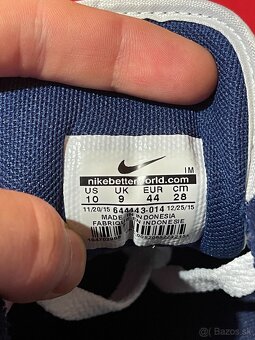 IM
nikebetterworld.com
US UK EUR cm
10 9 44 28
11/20/15 644443-014 12/25/15
MADE IN INDONESIA
FABRIQUÉ EN INDONESIE
Bazos.sk